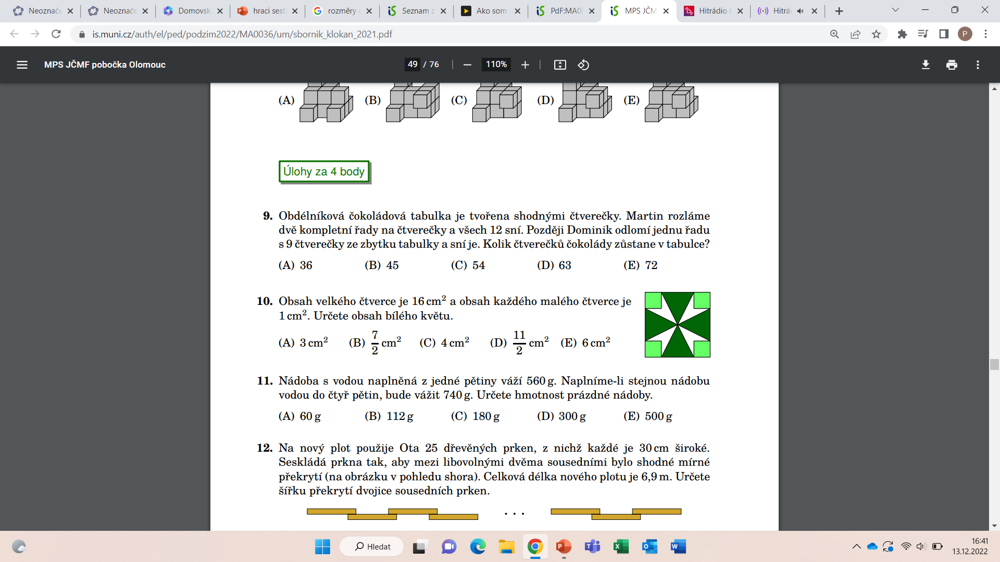 Neoznače
Neoznače
Domovsk
hraci sest
rozměry a
Seznam z
Ako som
PdF:MA00
MPS JČM
Hitrádio
Hitrá
is.muni.cz/auth/el/ped/podzim2022/MA0036/um/sbornik_klokan_2021.pdf
P
MPS JČMF pobočka Olomouc
49 / 76
110%
(A)
(B)
(C)
(D)
(E)
Úlohy za 4 body
9. Obdélníková čokoládová tabulka je tvořena shodnými čtverečky. Martin rozláme
dvě kompletní řady na čtverečky a všech 12 sní. Později Dominik odlomí jednu řadu
s 9 čtverečky ze zbytku tabulky a sní je. Kolik čtverečků čokolády zůstane v tabulce?
(A) 36 (B) 45 (C) 54 (D) 63 (E) 72
10. Obsah velkého čtverce je 16 cm² a obsah každého malého čtverce je
1 cm². Určete obsah bílého květu.
(A) 3 cm² (B) 7/2 cm² (C) 4 cm² (D) 11/2 cm² (E) 6 cm²
11. Nádoba s vodou naplněná z jedné pětiny váží 560 g. Naplníme-li stejnou nádobu
vodou do čtyř pětin, bude vážit 740 g. Určete hmotnost prázdné nádoby.
(A) 60 g (B) 112 g (C) 180 g (D) 300 g (E) 500 g
12. Na nový plot použije Ota 25 dřevěných prken, z nichž každé je 30 cm široké.
Seskládá prkna tak, aby mezi libovolnými dvěma sousedními bylo shodné mírné
překrytí (na obrázku v pohledu shora). Celková délka nového plotu je 6,9 m. Určete
šířku překrytí dvojice sousedních prken.
. . .
Hledat
16:41
13.12.2022